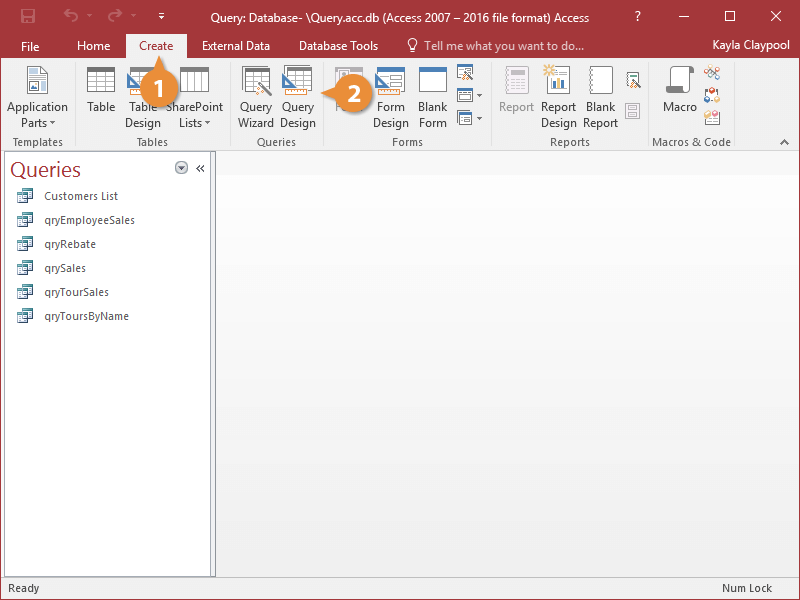 Query: Database- \Query.acc.db (Access 2007 – 2016 file format) Access
?
File Home Create External Data Database Tools Tell me what you want to do... Kayla Claypool
Application Parts
Table
Table Design
SharePoint Lists
Query Wizard
Query Design
Form Design
Blank Form
Report
Report Design
Blank Report
Macro
1
2
Templates Tables Queries Forms Reports Macros & Code
Queries
Customers List
qryEmployeeSales
qryRebate
qrySales
qryTourSales
qryToursByName
Ready Num Lock